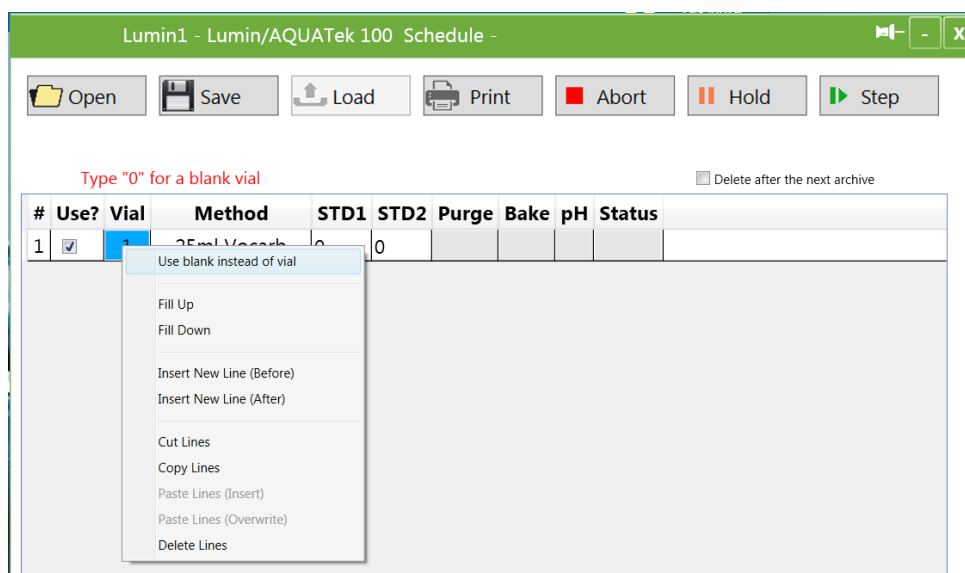 Lumin1 - Lumin/AQUATek 100 Schedule -
- X
Open Save Load Print Abort Hold Step
Type "0" for a blank vial
Delete after the next archive
# Use? Vial Method STD1 STD2 Purge Bake pH Status
1 1 25ml Vocarb 0 0
Use blank instead of vial
Fill Up
Fill Down
Insert New Line (Before)
Insert New Line (After)
Cut Lines
Copy Lines
Paste Lines (Insert)
Paste Lines (Overwrite)
Delete Lines